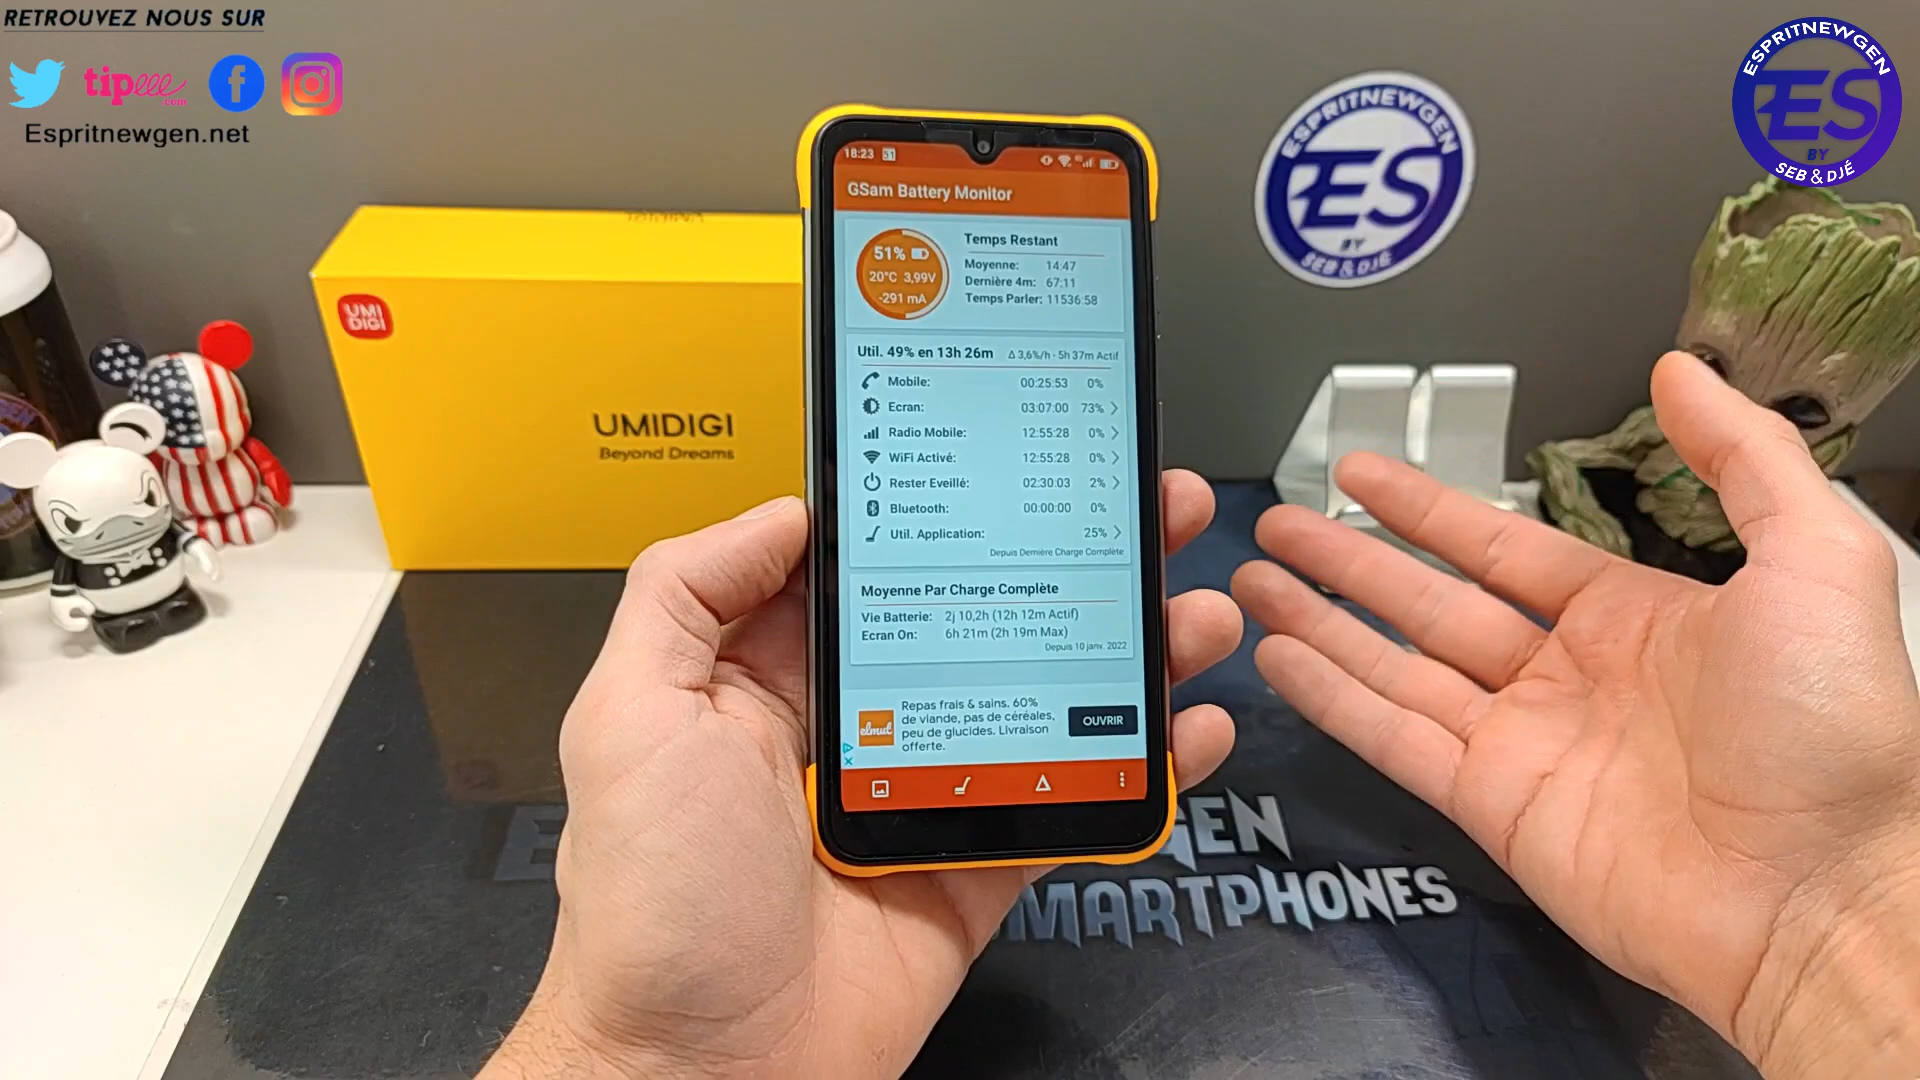 RETROUVEZ NOUS SUR
tipeee
.com
Espritnewgen.net
ESPRITNEWGEN
ES
BY
SEB & DJÉ
ESPRITNEWGEN
ES
BY
SEB & DJÉ
UMIDIGI
UMI
DIGI
UMIDIGI
Beyond Dreams
18:23 51
GSam Battery Monitor
51%
20°C 3,99V
-291 mA
Temps Restant
Moyenne: 14:47
Dernière 4m: 67:11
Temps Parler: 11536:58
Util. 49% en 13h 26m Δ 3,6%/h - 5h 37m Actif
Mobile: 00:25:53 0%
Ecran: 03:07:00 73%
Radio Mobile: 12:55:28 0%
WiFi Activé: 12:55:28 0%
Rester Eveillé: 02:30:03 2%
Bluetooth: 00:00:00 0%
Util. Application: 25%
Depuis Dernière Charge Complète
Moyenne Par Charge Complète
Vie Batterie: 2j 10,2h (12h 12m Actif)
Ecran On: 6h 21m (2h 19m Max)
Depuis 10 janv. 2022
elmut
Repas frais & sains. 60%
de viande, pas de céréales,
peu de glucides. Livraison
offerte.
OUVRIR
GEN
SMARTPHONES